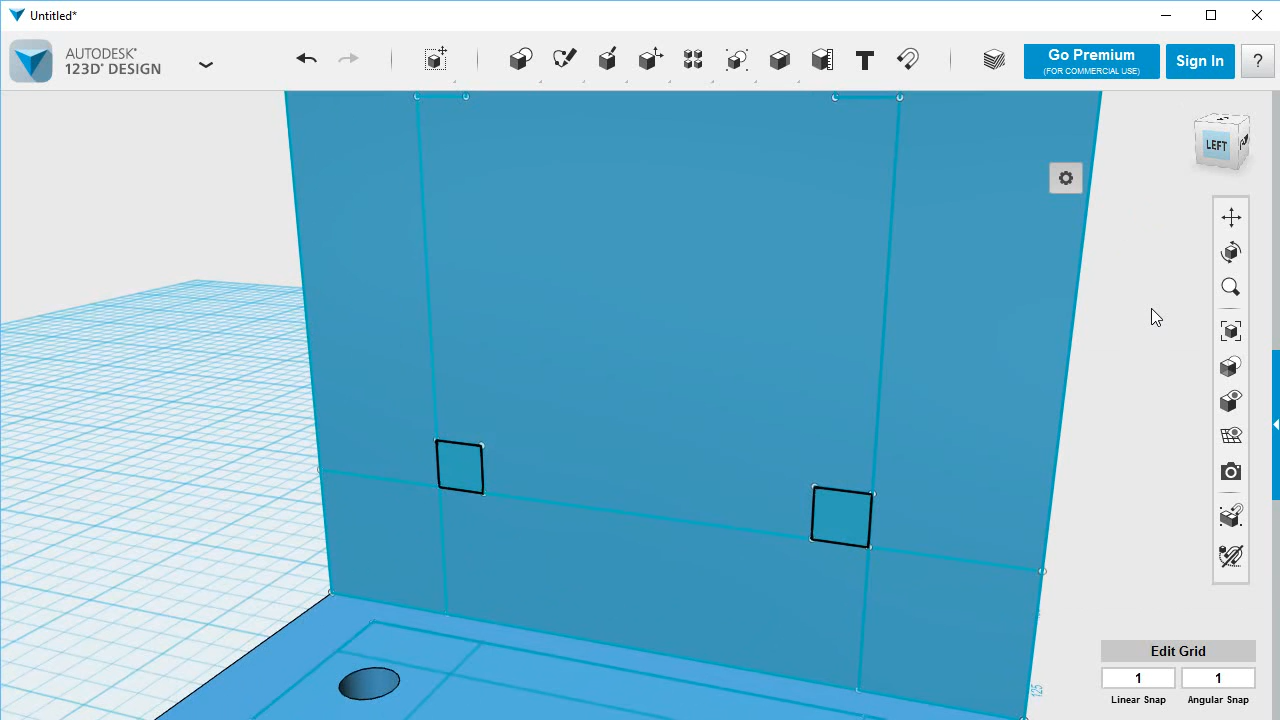 Untitled*
AUTODESK®
123D® DESIGN
Go Premium
(FOR COMMERCIAL USE)
Sign In
?
LEFT
Edit Grid
1
1
Linear Snap
Angular Snap